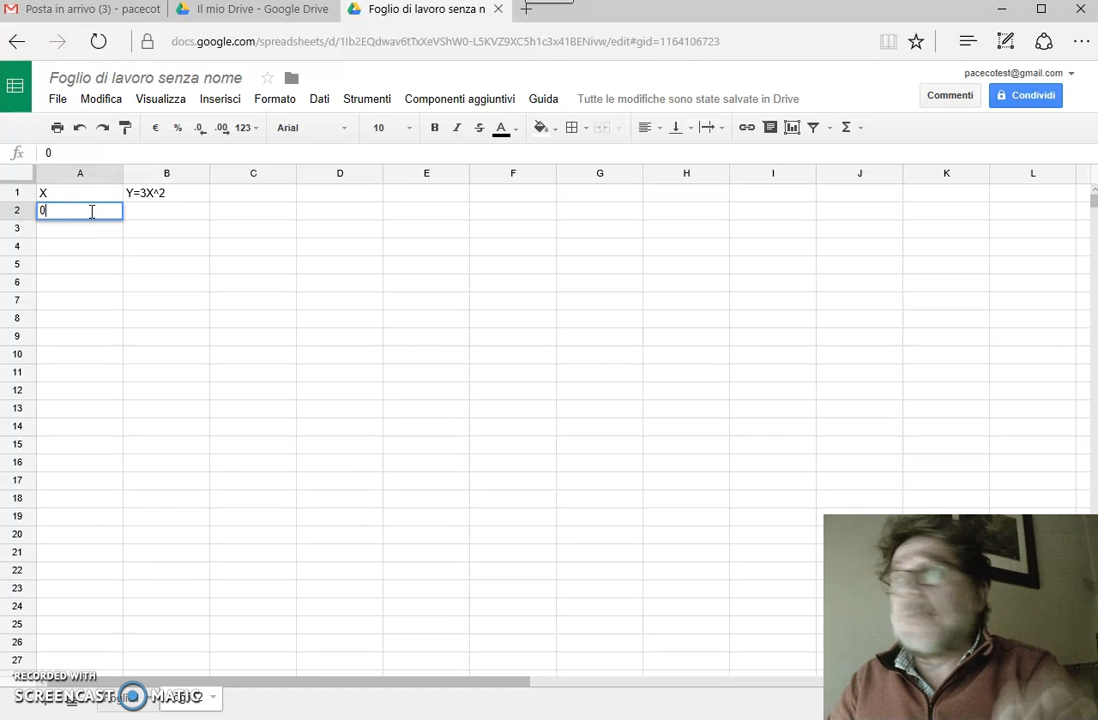 Posta in arrivo (3) - pacecot
Il mio Drive - Google Drive
Foglio di lavoro senza n
docs.google.com/spreadsheets/d/1Ib2EQdwav6tTxXeVShW0-L5KVZ9XC5h1c3x41BENivw/edit#gid=1164106723
Foglio di lavoro senza nome
pacecotest@gmail.com
File Modifica Visualizza Inserisci Formato Dati Strumenti Componenti aggiuntivi Guida Tutte le modifiche sono state salvate in Drive
Commenti
Condividi
€ % .0 .00 123 Arial 10 B I S A Σ
fx 0
A B C D E F G H I J K L
1 X Y=3X^2
2 0
3
4
5
6
7
8
9
10
11
12
13
14
15
16
17
18
19
20
21
22
23
24
25
26
27
RECORDED WITH
SCREENCAST MATIC